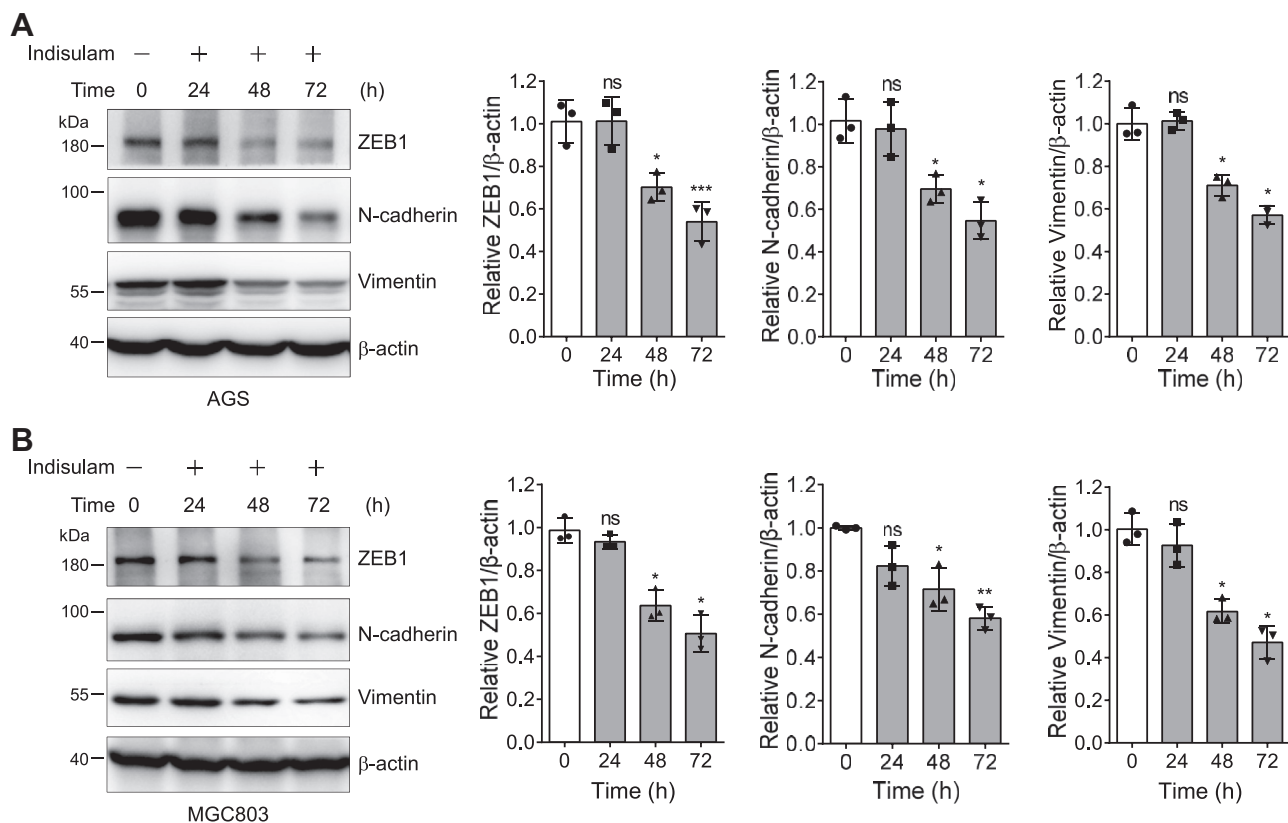 A
Indisulam − + + +
Time 0 24 48 72 (h)
kDa
180
ZEB1
100
N-cadherin
Vimentin
55
40
β-actin
AGS
Relative ZEB1/β-actin
1.2
1.0
0.8
0.6
0.4
0.2
0.0
ns
*
***
0 24 48 72
Time (h)
Relative N-cadherin/β-actin
1.2
1.0
0.8
0.6
0.4
0.2
0.0
ns
*
*
0 24 48 72
Time (h)
Relative Vimentin/β-actin
1.2
1.0
0.8
0.6
0.4
0.2
0.0
ns
*
*
0 24 48 72
Time (h)
B
Indisulam − + + +
Time 0 24 48 72 (h)
kDa
180
ZEB1
100
N-cadherin
55
Vimentin
40
β-actin
MGC803
Relative ZEB1/β-actin
1.2
1.0
0.8
0.6
0.4
0.2
0.0
ns
*
*
0 24 48 72
Time (h)
Relative N-cadherin/β-actin
1.2
1.0
0.8
0.6
0.4
0.2
0.0
ns
*
**
0 24 48 72
Time (h)
Relative Vimentin/β-actin
1.2
1.0
0.8
0.6
0.4
0.2
0.0
ns
*
*
0 24 48 72
Time (h)